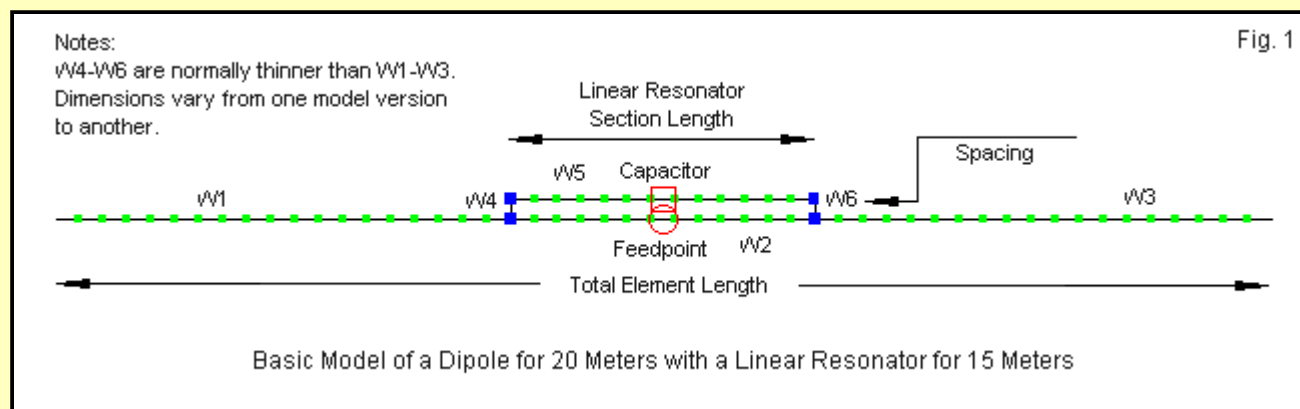 Notes:
W4-W6 are normally thinner than W1-W3.
Dimensions vary from one model version
to another.
Fig. 1
Linear Resonator
Section Length
Spacing
W5
Capacitor
W1
W4
W6
W3
Feedpoint
W2
Total Element Length
Basic Model of a Dipole for 20 Meters with a Linear Resonator for 15 Meters